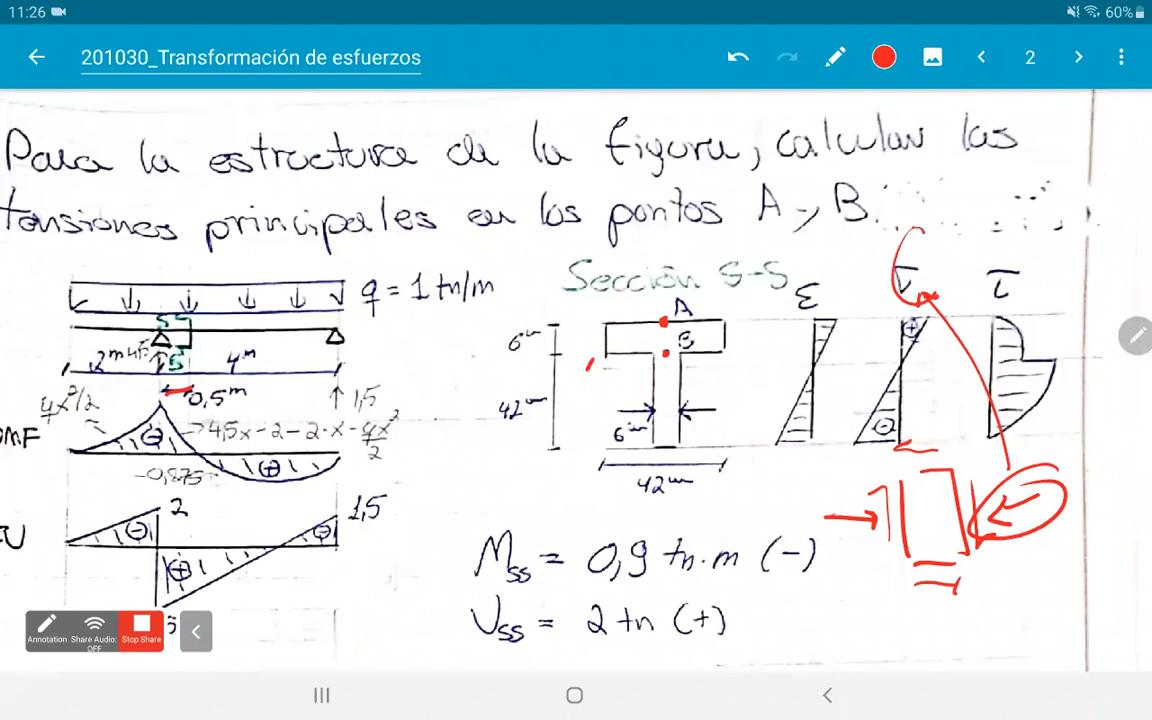 11:26
60%
201030_Transformación de esfuerzos
2
Para la estructura de la figura, calcular las
tensiones principales en los puntos A y B.
Sección S-S
q = 1 tn/m
S S
S
2m
4,5
4m
0,5m
1,5
4x²/2
→ 4,5x - 2 - 2·x - 4x²/2
DMF
-0,875
2
1,5
A
B
6cm
42cm
6cm
42cm
ε
σ
τ
Mss = 0,9 tn.m (-)
Vss = 2 tn (+)
Annotation
Share Audio: OFF
Stop Share